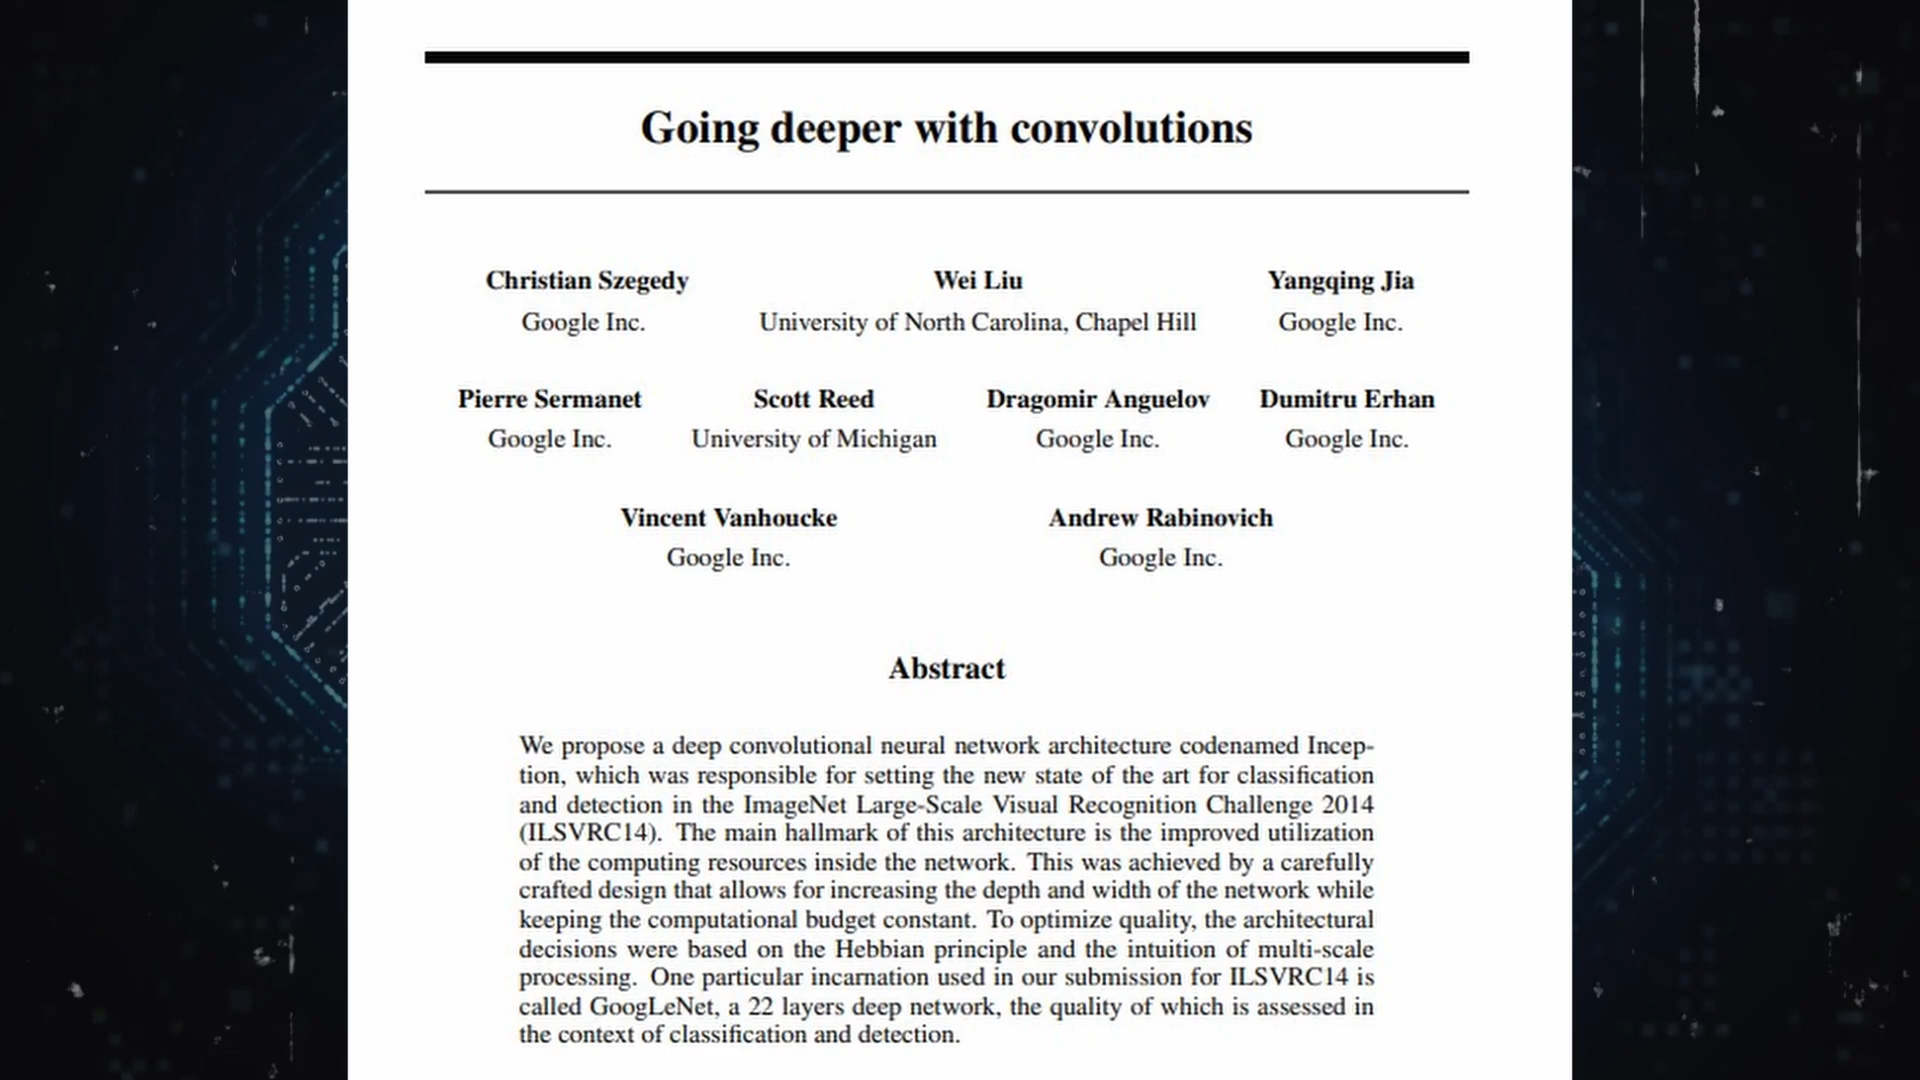 Going deeper with convolutions
Christian Szegedy Wei Liu Yangqing Jia
Google Inc. University of North Carolina, Chapel Hill Google Inc.
Pierre Sermanet Scott Reed Dragomir Anguelov Dumitru Erhan
Google Inc. University of Michigan Google Inc. Google Inc.
Vincent Vanhoucke Andrew Rabinovich
Google Inc. Google Inc.
Abstract
We propose a deep convolutional neural network architecture codenamed Incep-
tion, which was responsible for setting the new state of the art for classification
and detection in the ImageNet Large-Scale Visual Recognition Challenge 2014
(ILSVRC14). The main hallmark of this architecture is the improved utilization
of the computing resources inside the network. This was achieved by a carefully
crafted design that allows for increasing the depth and width of the network while
keeping the computational budget constant. To optimize quality, the architectural
decisions were based on the Hebbian principle and the intuition of multi-scale
processing. One particular incarnation used in our submission for ILSVRC14 is
called GoogLeNet, a 22 layers deep network, the quality of which is assessed in
the context of classification and detection.